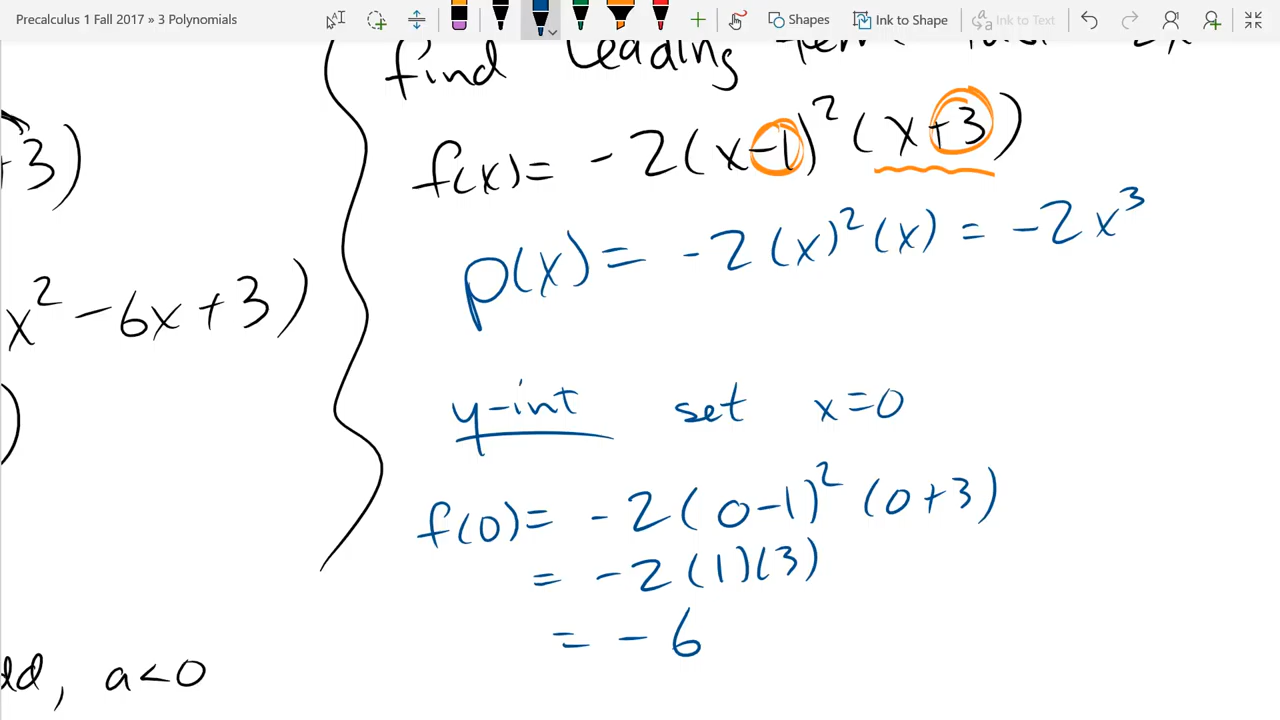 Precalculus 1 Fall 2017 » 3 Polynomials
Shapes
Ink to Shape
Ink to Text
find leading term
f(x) = -2(x-1)²(x+3)
p(x) = -2(x)²(x) = -2x³
+3)
x² - 6x + 3)
)
y-int set x=0
f(0) = -2(0-1)²(0+3)
= -2(1)(3)
= -6
dd, a<0